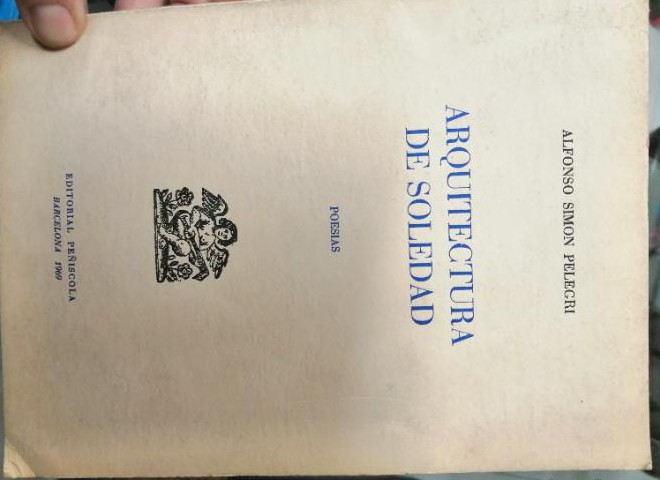 ALFONSO SIMON PELEGRI
ARQUITECTURA
DE SOLEDAD
POESIAS
EDITORIAL PEÑISCOLA
BARCELONA 1969